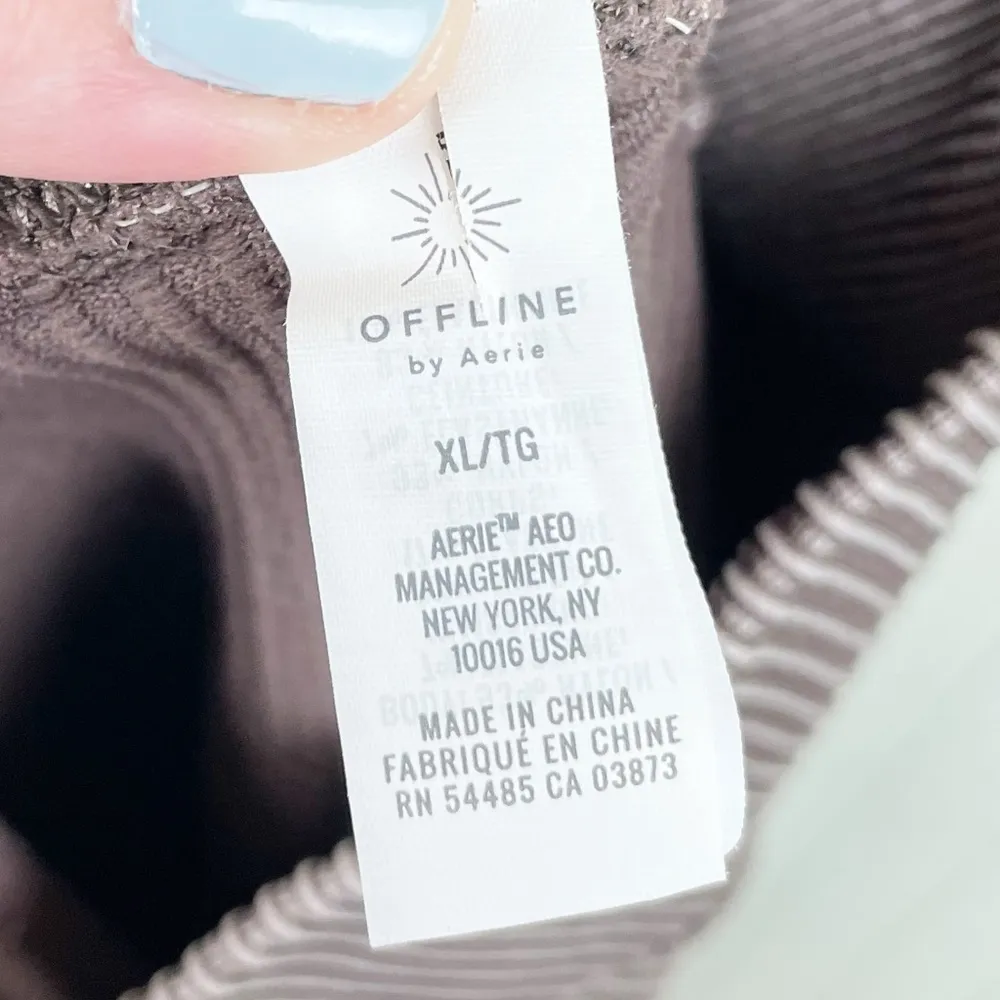 OFFLINE
by Aerie
XL/TG
AERIE™ AEO
MANAGEMENT CO.
NEW YORK, NY
10016 USA
MADE IN CHINA
FABRIQUÉ EN CHINE
RN 54485 CA 03873